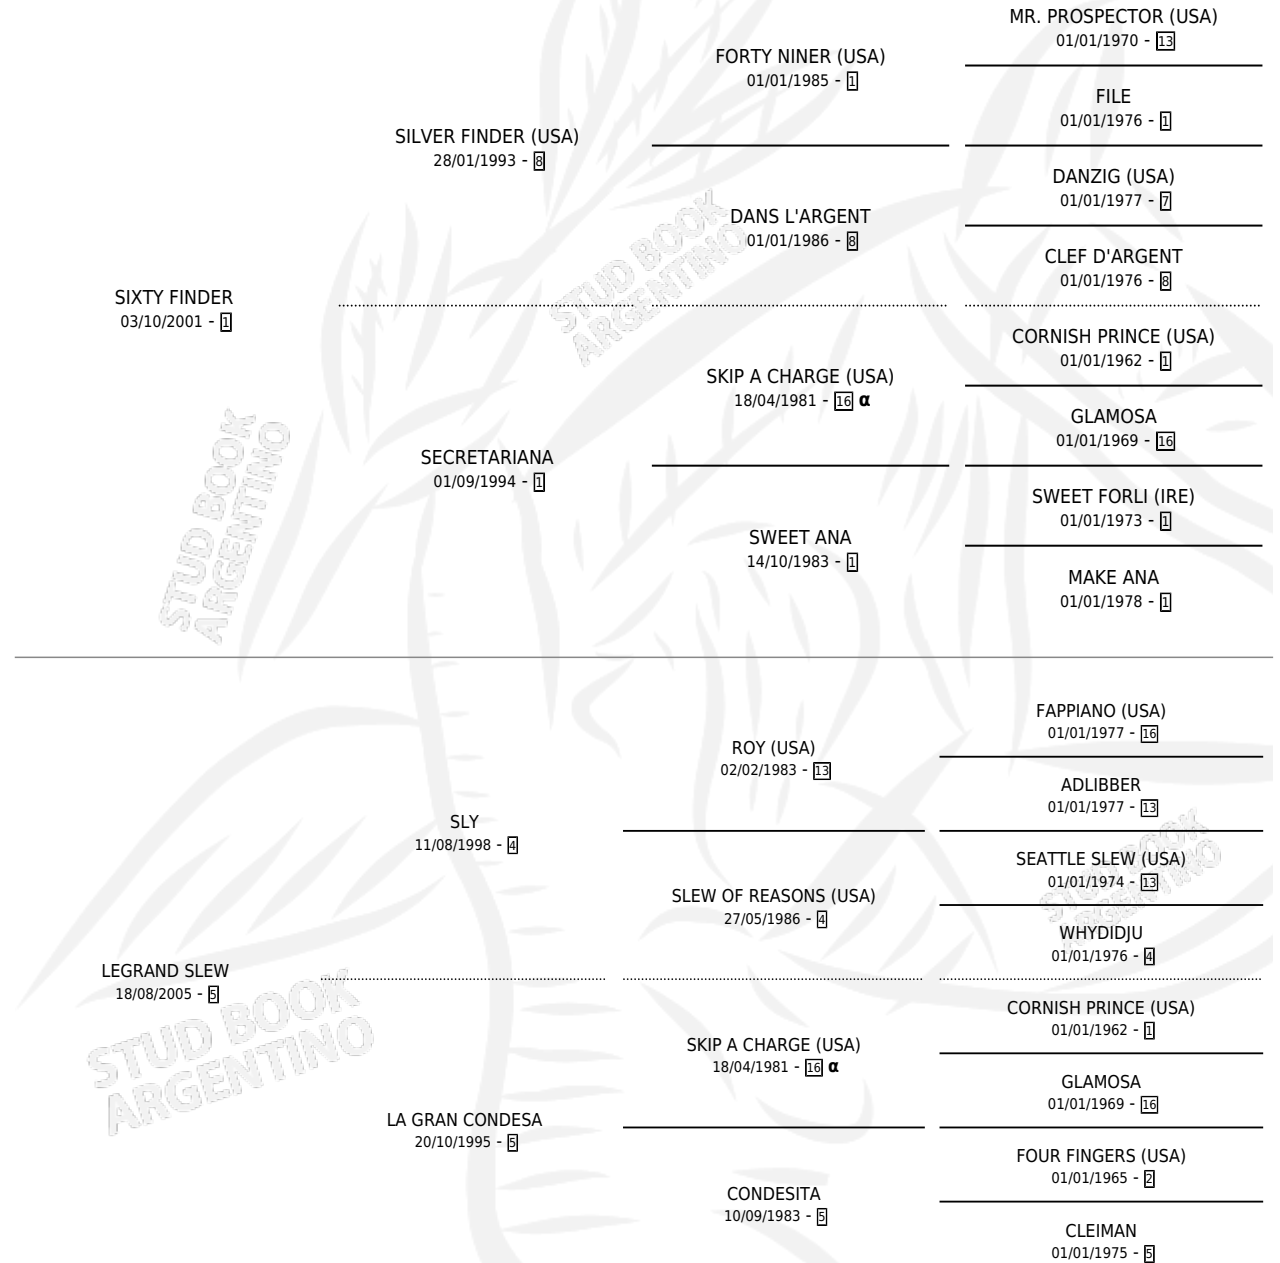 MR. PROSPECTOR (USA)
01/01/1970 - 13
FORTY NINER (USA)
01/01/1985 - 1
FILE
01/01/1976 - 1
SILVER FINDER (USA)
28/01/1993 - 8
DANZIG (USA)
01/01/1977 - 7
DANS L'ARGENT
01/01/1986 - 8
CLEF D'ARGENT
01/01/1976 - 8
STUD BOOK
ARGENTINO
SIXTY FINDER
03/10/2001 - 1
CORNISH PRINCE (USA)
01/01/1962 - 1
SKIP A CHARGE (USA)
18/04/1981 - 16 α
GLAMOSA
01/01/1969 - 16
SECRETARIANA
01/09/1994 - 1
SWEET FORLI (IRE)
01/01/1973 - 1
SWEET ANA
14/10/1983 - 1
MAKE ANA
01/01/1978 - 1
STUD BOOK
ARGENTINO
FAPPIANO (USA)
01/01/1977 - 16
ROY (USA)
02/02/1983 - 13
ADLIBBER
01/01/1977 - 13
SLY
11/08/1998 - 4
SEATTLE SLEW (USA)
01/01/1974 - 13
SLEW OF REASONS (USA)
27/05/1986 - 4
WHYDIDJU
01/01/1976 - 4
STUD BOOK
ARGENTINO
LEGRAND SLEW
18/08/2005 - 5
STUD BOOK
ARGENTINO
CORNISH PRINCE (USA)
01/01/1962 - 1
SKIP A CHARGE (USA)
18/04/1981 - 16 α
GLAMOSA
01/01/1969 - 16
LA GRAN CONDESA
20/10/1995 - 5
FOUR FINGERS (USA)
01/01/1965 - 2
CONDESITA
10/09/1983 - 5
CLEIMAN
01/01/1975 - 5